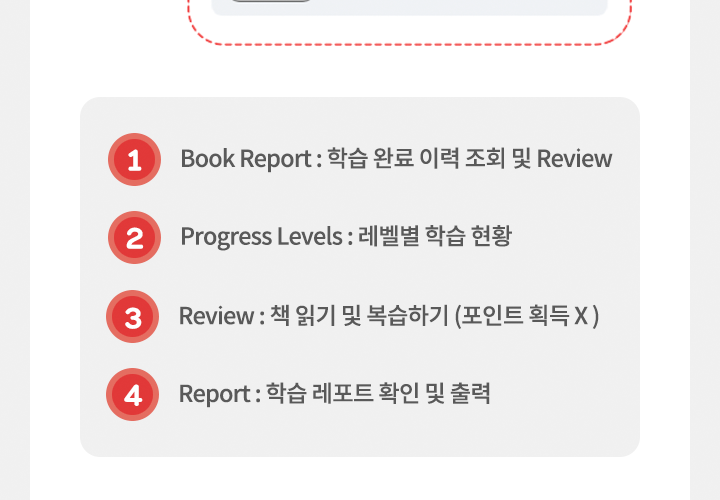 1 Book Report : 학습 완료 이력 조회 및 Review
2 Progress Levels : 레벨별 학습 현황
3 Review : 책 읽기 및 복습하기 (포인트 획득 X )
4 Report : 학습 레포트 확인 및 출력